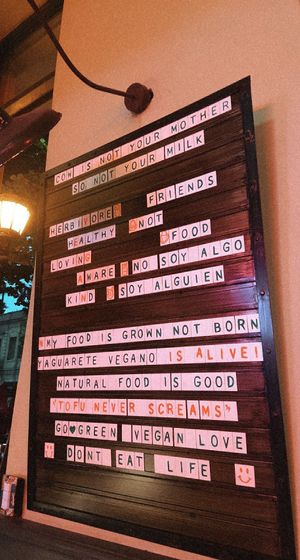 COW IS NOT YOUR MOTHER
SO NOT YOUR MILK
HERBIVORE FRIENDS
HEALTHY NOT
LOVING FOOD
AWARE NO SOY ALGO
KIND SOY ALGUIEN
MY FOOD IS GROWN NOT BORN
YAGUARETE VEGANO IS ALIVE!
NATURAL FOOD IS GOOD
"TOFU NEVER SCREAMS"
GO♥GREEN VEGAN LOVE
DONT EAT LIFE